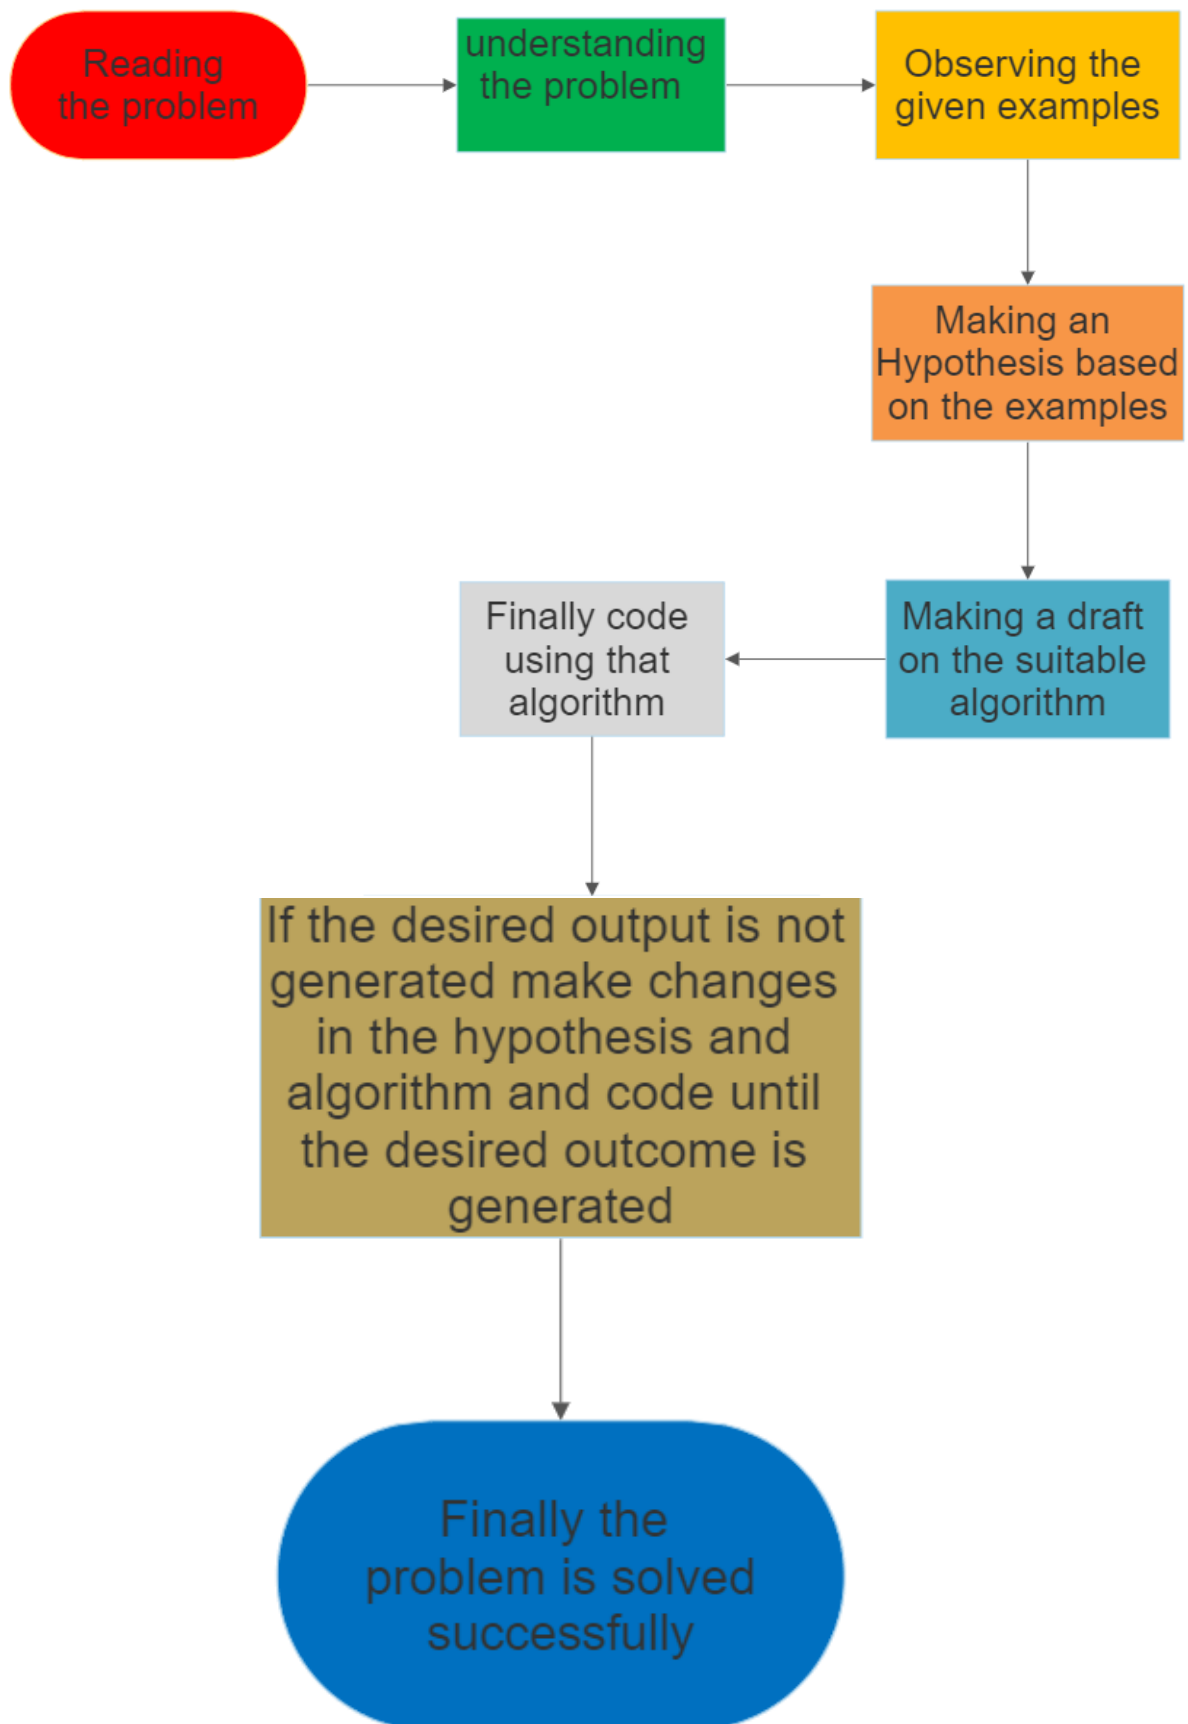 Reading
the problem
understanding
the problem
Observing the
given examples
Making an
Hypothesis based
on the examples
Making a draft
on the suitable
algorithm
Finally code
using that
algorithm
If the desired output is not
generated make changes
in the hypothesis and
algorithm and code until
the desired outcome is
generated
Finally the
problem is solved
successfully